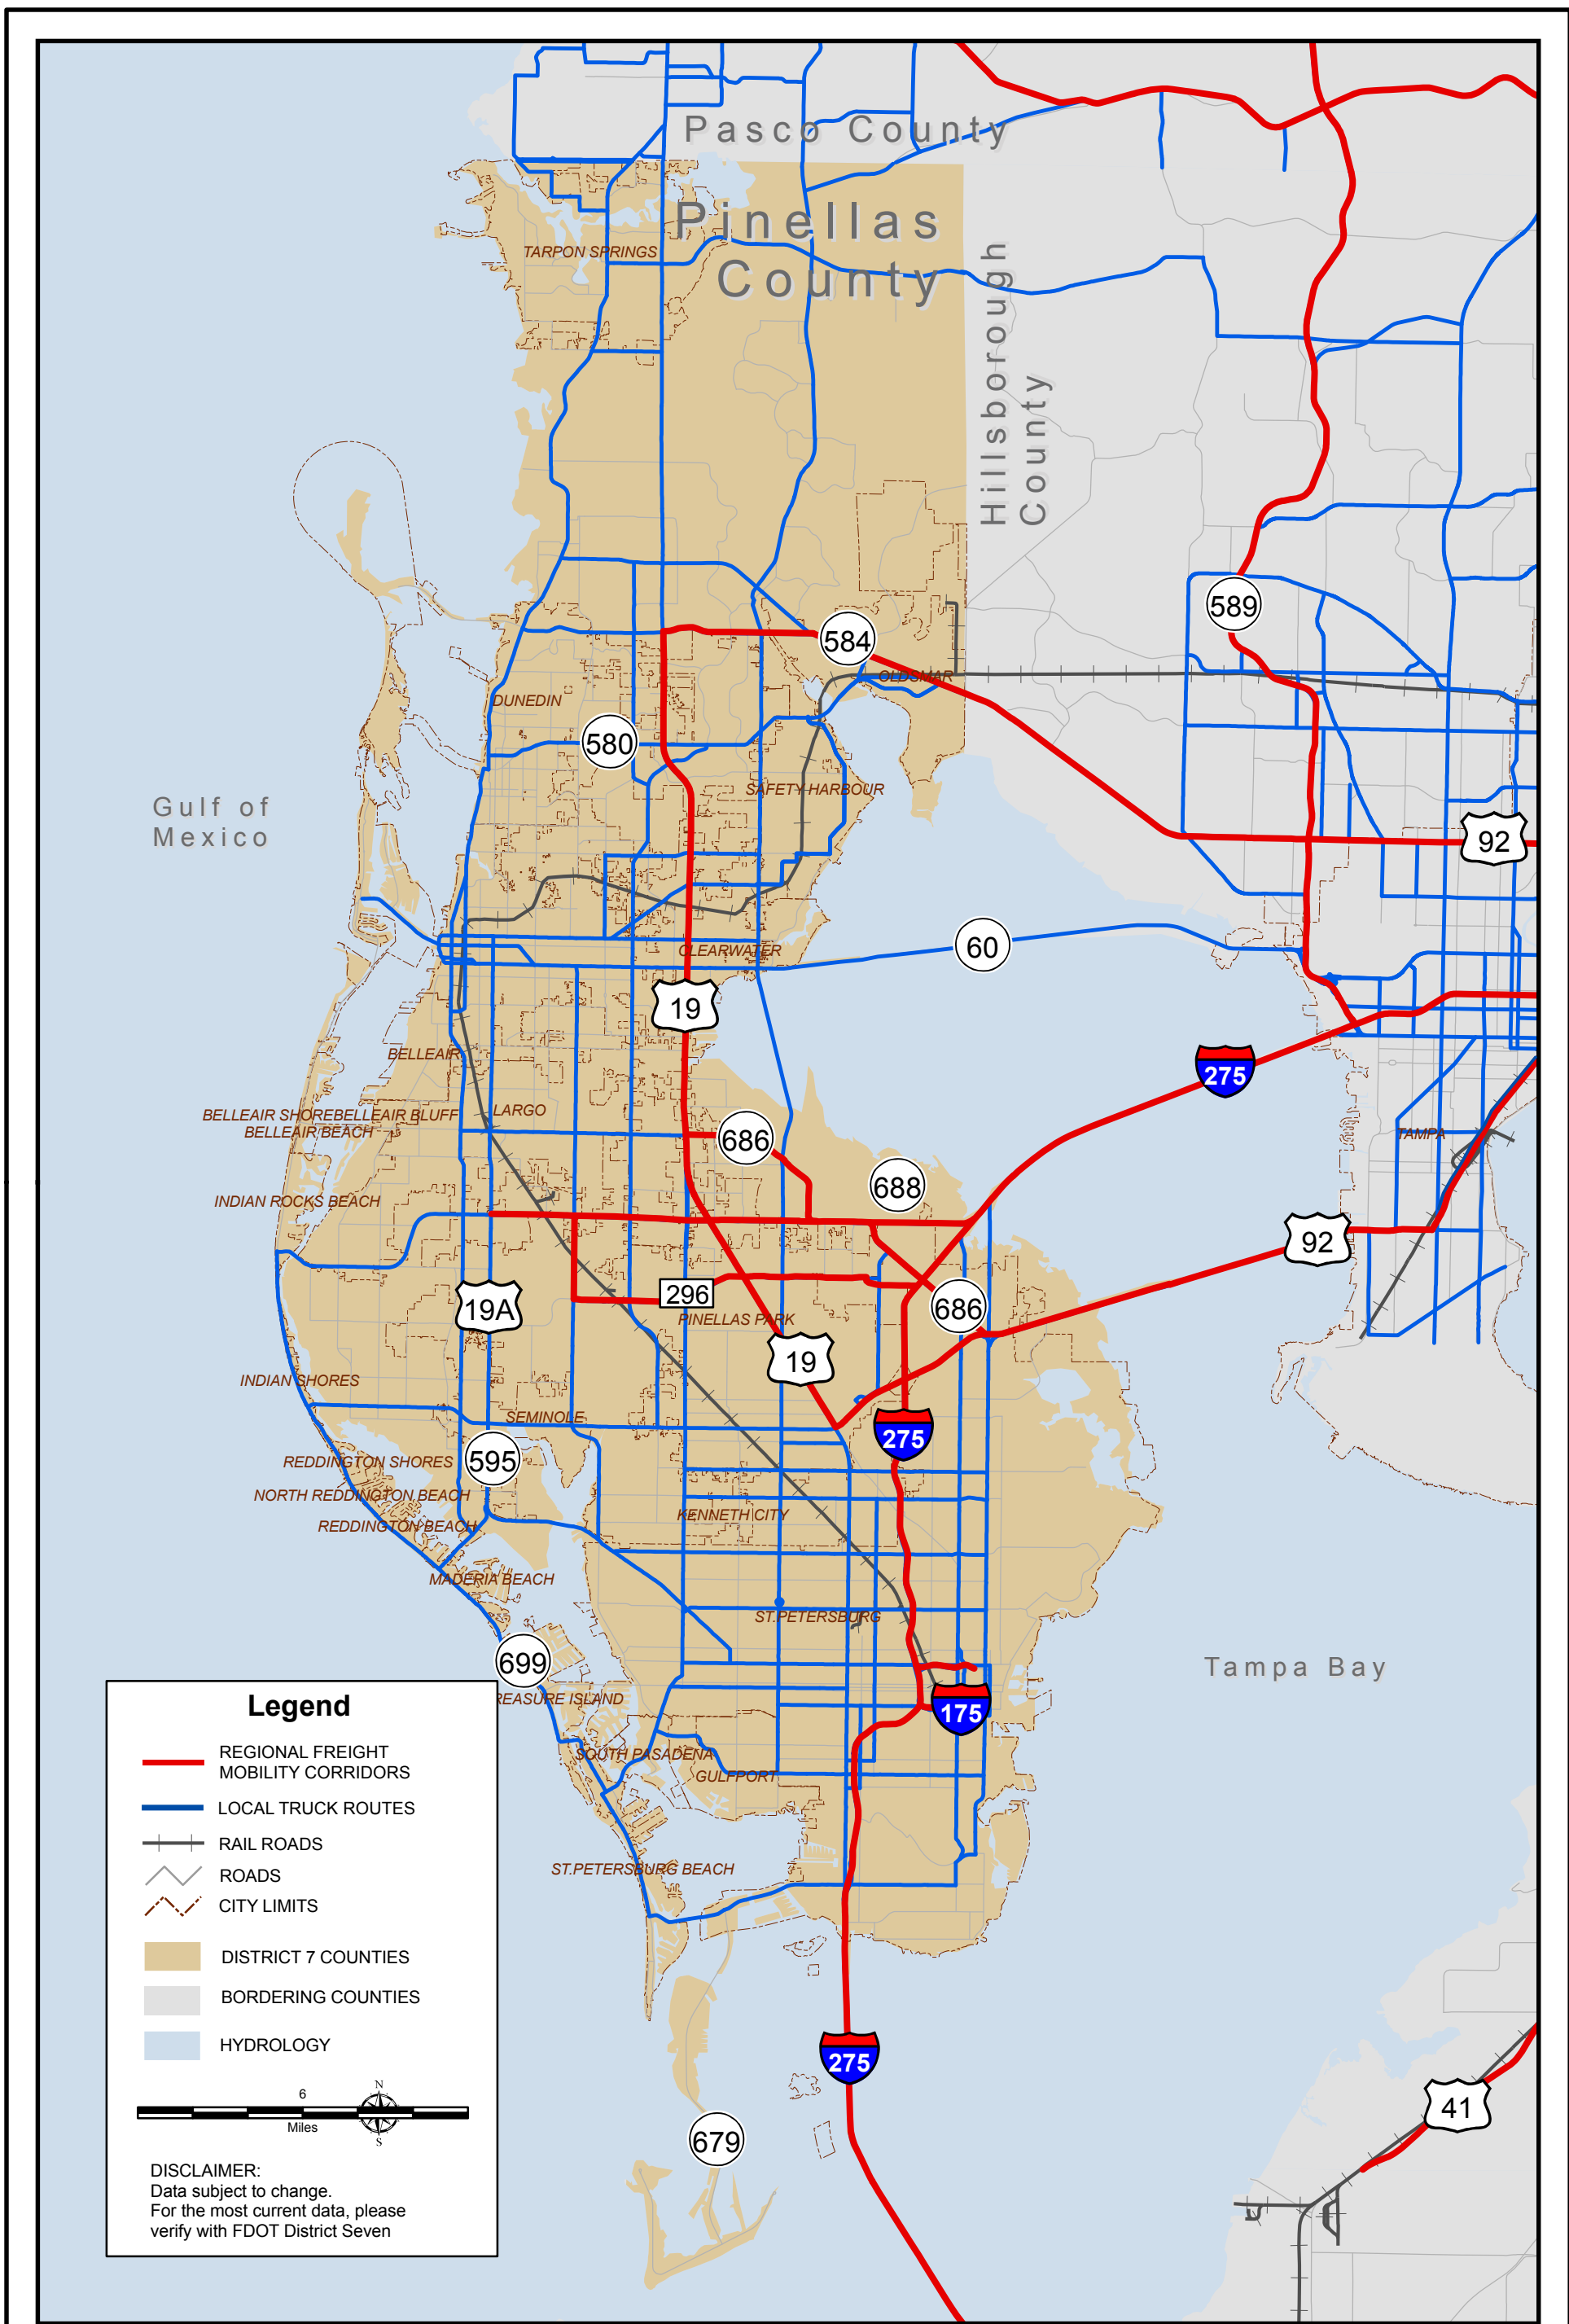 Pasco County
Pinellas
County
Hillsborough
County
TARPON SPRINGS
589
584
OLDSMAR
DUNEDIN
580
SAFETY HARBOUR
Gulf of
Mexico
92
CLEARWATER
60
19
BELLEAIR
275
BELLEAIR SHORE
BELLEAIR BLUFF
LARGO
BELLEAIR BEACH
686
TAMPA
688
INDIAN ROCKS BEACH
92
19A
296
686
PINELLAS PARK
19
INDIAN SHORES
SEMINOLE
275
REDDINGTON SHORES
595
NORTH REDDINGTON BEACH
KENNETH CITY
REDDINGTON BEACH
MADERIA BEACH
ST.PETERSBURG
699
Tampa Bay
REASURE ISLAND
175
SOUTH PASADENA
GULFPORT
ST.PETERSBURG BEACH
275
41
679
Legend
REGIONAL FREIGHT
MOBILITY CORRIDORS
LOCAL TRUCK ROUTES
RAIL ROADS
ROADS
CITY LIMITS
DISTRICT 7 COUNTIES
BORDERING COUNTIES
HYDROLOGY
N
6
Miles
S
DISCLAIMER:
Data subject to change.
For the most current data, please
verify with FDOT District Seven